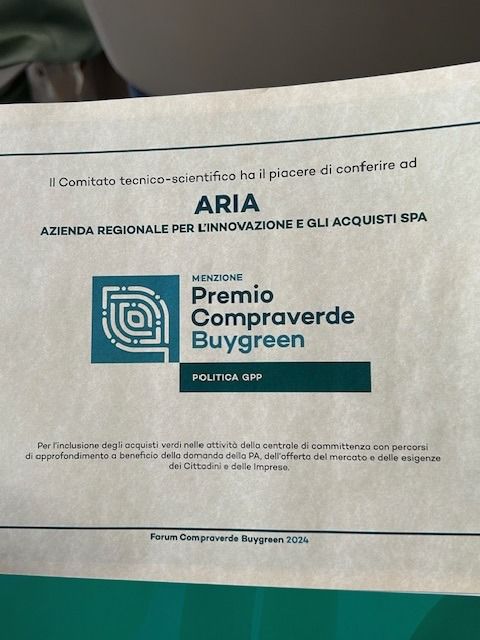 Il Comitato tecnico-scientifico ha il piacere di conferire ad
ARIA
AZIENDA REGIONALE PER L'INNOVAZIONE E GLI ACQUISTI SPA
MENZIONE
Premio
Compraverde
Buygreen
POLITICA GPP
Per l'inclusione degli acquisti verdi nelle attività della centrale di committenza con percorsi
di approfondimento a beneficio della domanda della PA, dell'offerta del mercato e delle esigenze
dei Cittadini e delle Imprese.
Forum Compraverde Buygreen 2024